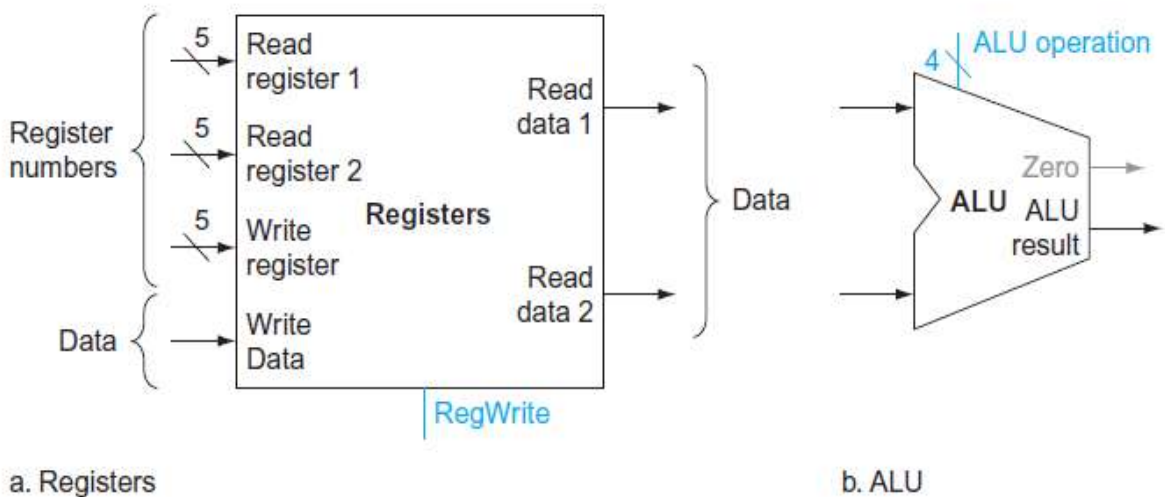 Register
numbers
Data
5
Read
register 1
5
Read
register 2
5
Write
register
Write
Data
Registers
Read
data 1
Read
data 2
RegWrite
Data
a. Registers
4
ALU operation
Zero
ALU
ALU
result
b. ALU